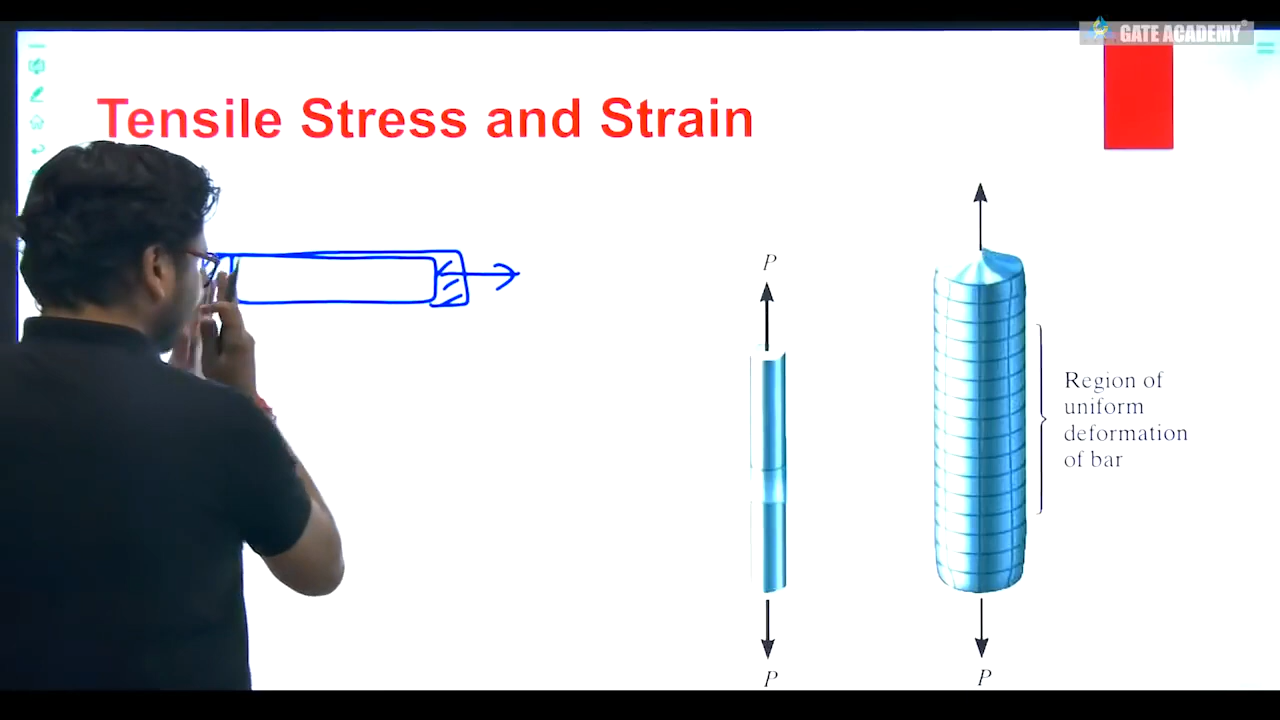 GATE ACADEMY
Tensile Stress and Strain
P
Region of
uniform
deformation
of bar
P
P